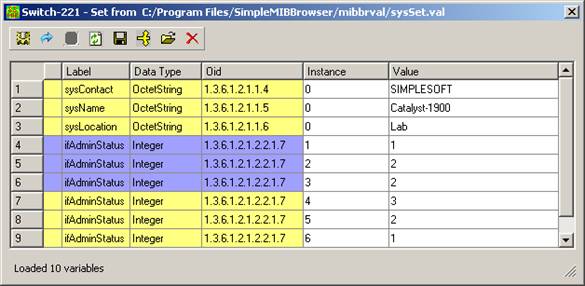 Switch-221 - Set from C:/Program Files/SimpleMIBBrowser/mibbrval/sysSet.val
Label Data Type Oid Instance Value
1 sysContact OctetString 1.3.6.1.2.1.1.4 0 SIMPLESOFT
2 sysName OctetString 1.3.6.1.2.1.1.5 0 Catalyst-1900
3 sysLocation OctetString 1.3.6.1.2.1.1.6 0 Lab
4 ifAdminStatus Integer 1.3.6.1.2.1.2.2.1.7 1 1
5 ifAdminStatus Integer 1.3.6.1.2.1.2.2.1.7 2 2
6 ifAdminStatus Integer 1.3.6.1.2.1.2.2.1.7 3 2
7 ifAdminStatus Integer 1.3.6.1.2.1.2.2.1.7 4 3
8 ifAdminStatus Integer 1.3.6.1.2.1.2.2.1.7 5 2
9 ifAdminStatus Integer 1.3.6.1.2.1.2.2.1.7 6 1
Loaded 10 variables